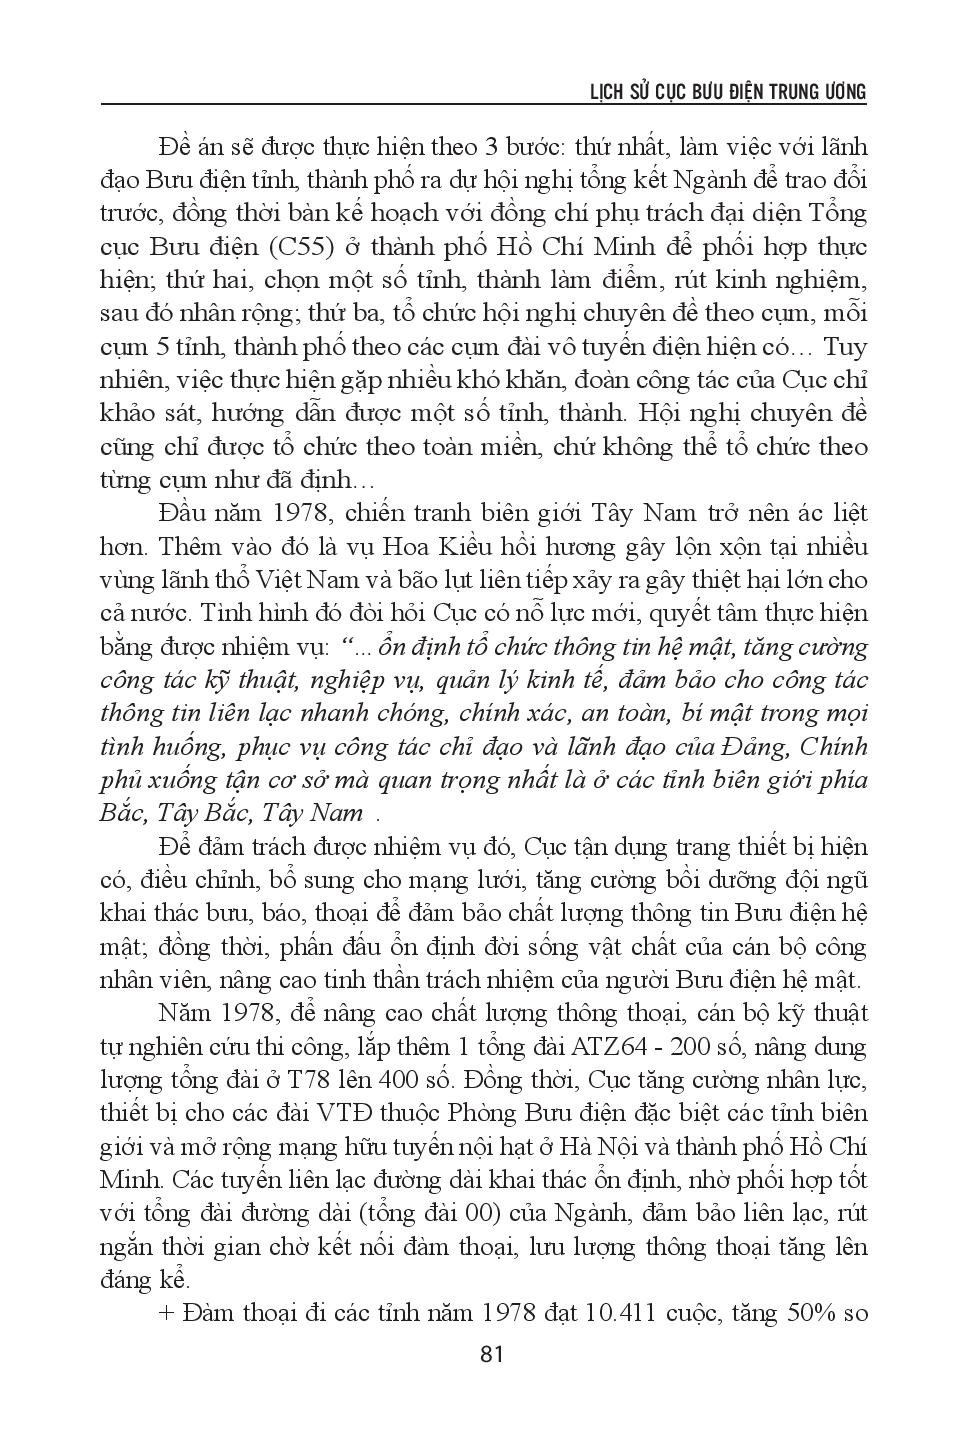 LỊCH SỬ CỤC BƯU ĐIỆN TRUNG ƯƠNG
Đề án sẽ được thực hiện theo 3 bước: thứ nhất, làm việc với lãnh
đạo Bưu điện tỉnh, thành phố ra dự hội nghị tổng kết Ngành để trao đổi
trước, đồng thời bàn kế hoạch với đồng chí phụ trách đại diện Tổng
cục Bưu điện (C55) ở thành phố Hồ Chí Minh để phối hợp thực
hiện; thứ hai, chọn một số tỉnh, thành làm điểm, rút kinh nghiệm,
sau đó nhân rộng; thứ ba, tổ chức hội nghị chuyên đề theo cụm, mỗi
cụm 5 tỉnh, thành phố theo các cụm đài vô tuyến điện hiện có… Tuy
nhiên, việc thực hiện gặp nhiều khó khăn, đoàn công tác của Cục chỉ
khảo sát, hướng dẫn được một số tỉnh, thành. Hội nghị chuyên đề
cũng chỉ được tổ chức theo toàn miền, chứ không thể tổ chức theo
từng cụm như đã định…
Đầu năm 1978, chiến tranh biên giới Tây Nam trở nên ác liệt
hơn. Thêm vào đó là vụ Hoa Kiều hồi hương gây lộn xộn tại nhiều
vùng lãnh thổ Việt Nam và bão lụt liên tiếp xảy ra gây thiệt hại lớn cho
cả nước. Tình hình đó đòi hỏi Cục có nỗ lực mới, quyết tâm thực hiện
bằng được nhiệm vụ: “... ổn định tổ chức thông tin hệ mật, tăng cường
công tác kỹ thuật, nghiệp vụ, quản lý kinh tế, đảm bảo cho công tác
thông tin liên lạc nhanh chóng, chính xác, an toàn, bí mật trong mọi
tình huống, phục vụ công tác chỉ đạo và lãnh đạo của Đảng, Chính
phủ xuống tận cơ sở mà quan trọng nhất là ở các tỉnh biên giới phía
Bắc, Tây Bắc, Tây Nam .
Để đảm trách được nhiệm vụ đó, Cục tận dụng trang thiết bị hiện
có, điều chỉnh, bổ sung cho mạng lưới, tăng cường bồi dưỡng đội ngũ
khai thác bưu, báo, thoại để đảm bảo chất lượng thông tin Bưu điện hệ
mật; đồng thời, phấn đấu ổn định đời sống vật chất của cán bộ công
nhân viên, nâng cao tinh thần trách nhiệm của người Bưu điện hệ mật.
Năm 1978, để nâng cao chất lượng thông thoại, cán bộ kỹ thuật
tự nghiên cứu thi công, lắp thêm 1 tổng đài ATZ64 - 200 số, nâng dung
lượng tổng đài ở T78 lên 400 số. Đồng thời, Cục tăng cường nhân lực,
thiết bị cho các đài VTĐ thuộc Phòng Bưu điện đặc biệt các tỉnh biên
giới và mở rộng mạng hữu tuyến nội hạt ở Hà Nội và thành phố Hồ Chí
Minh. Các tuyến liên lạc đường dài khai thác ổn định, nhờ phối hợp tốt
với tổng đài đường dài (tổng đài 00) của Ngành, đảm bảo liên lạc, rút
ngắn thời gian chờ kết nối đàm thoại, lưu lượng thông thoại tăng lên
đáng kể.
+ Đàm thoại đi các tỉnh năm 1978 đạt 10.411 cuộc, tăng 50% so
81